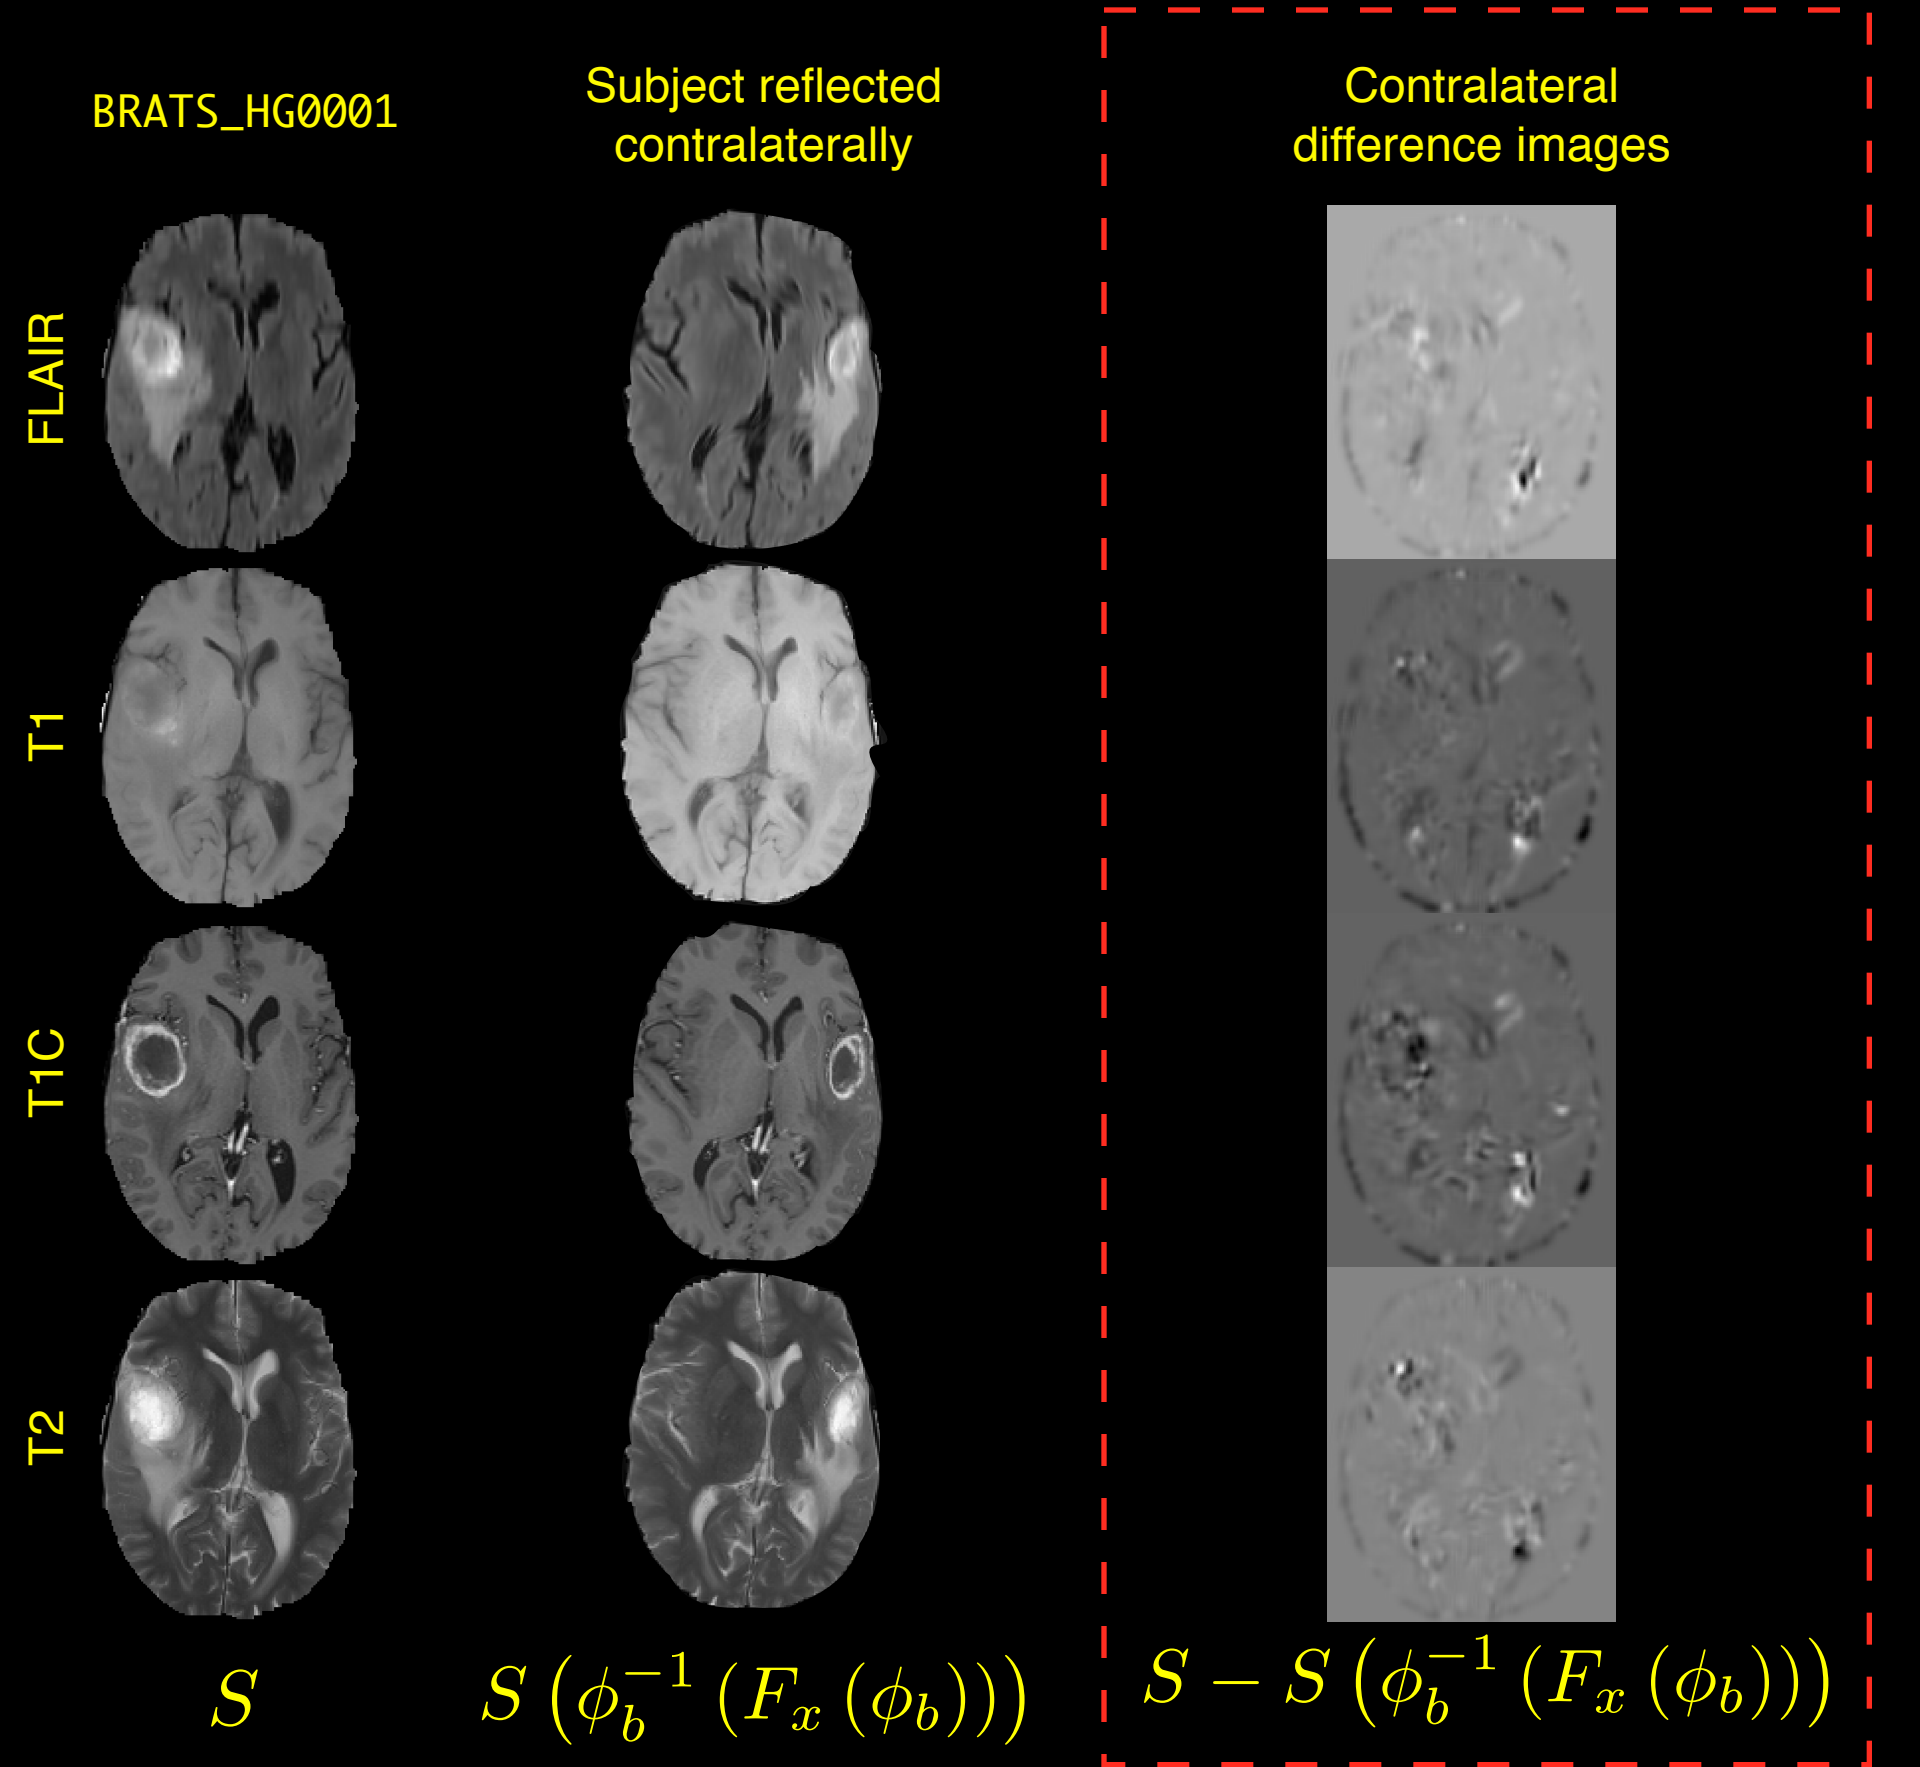 BRATS_HG0001
Subject reflected
contralaterally
Contralateral
difference images
FLAIR
T1
T1C
T2
S
S (ϕ_b^{-1} (F_x (ϕ_b)))
S − S (ϕ_b^{-1} (F_x (ϕ_b)))